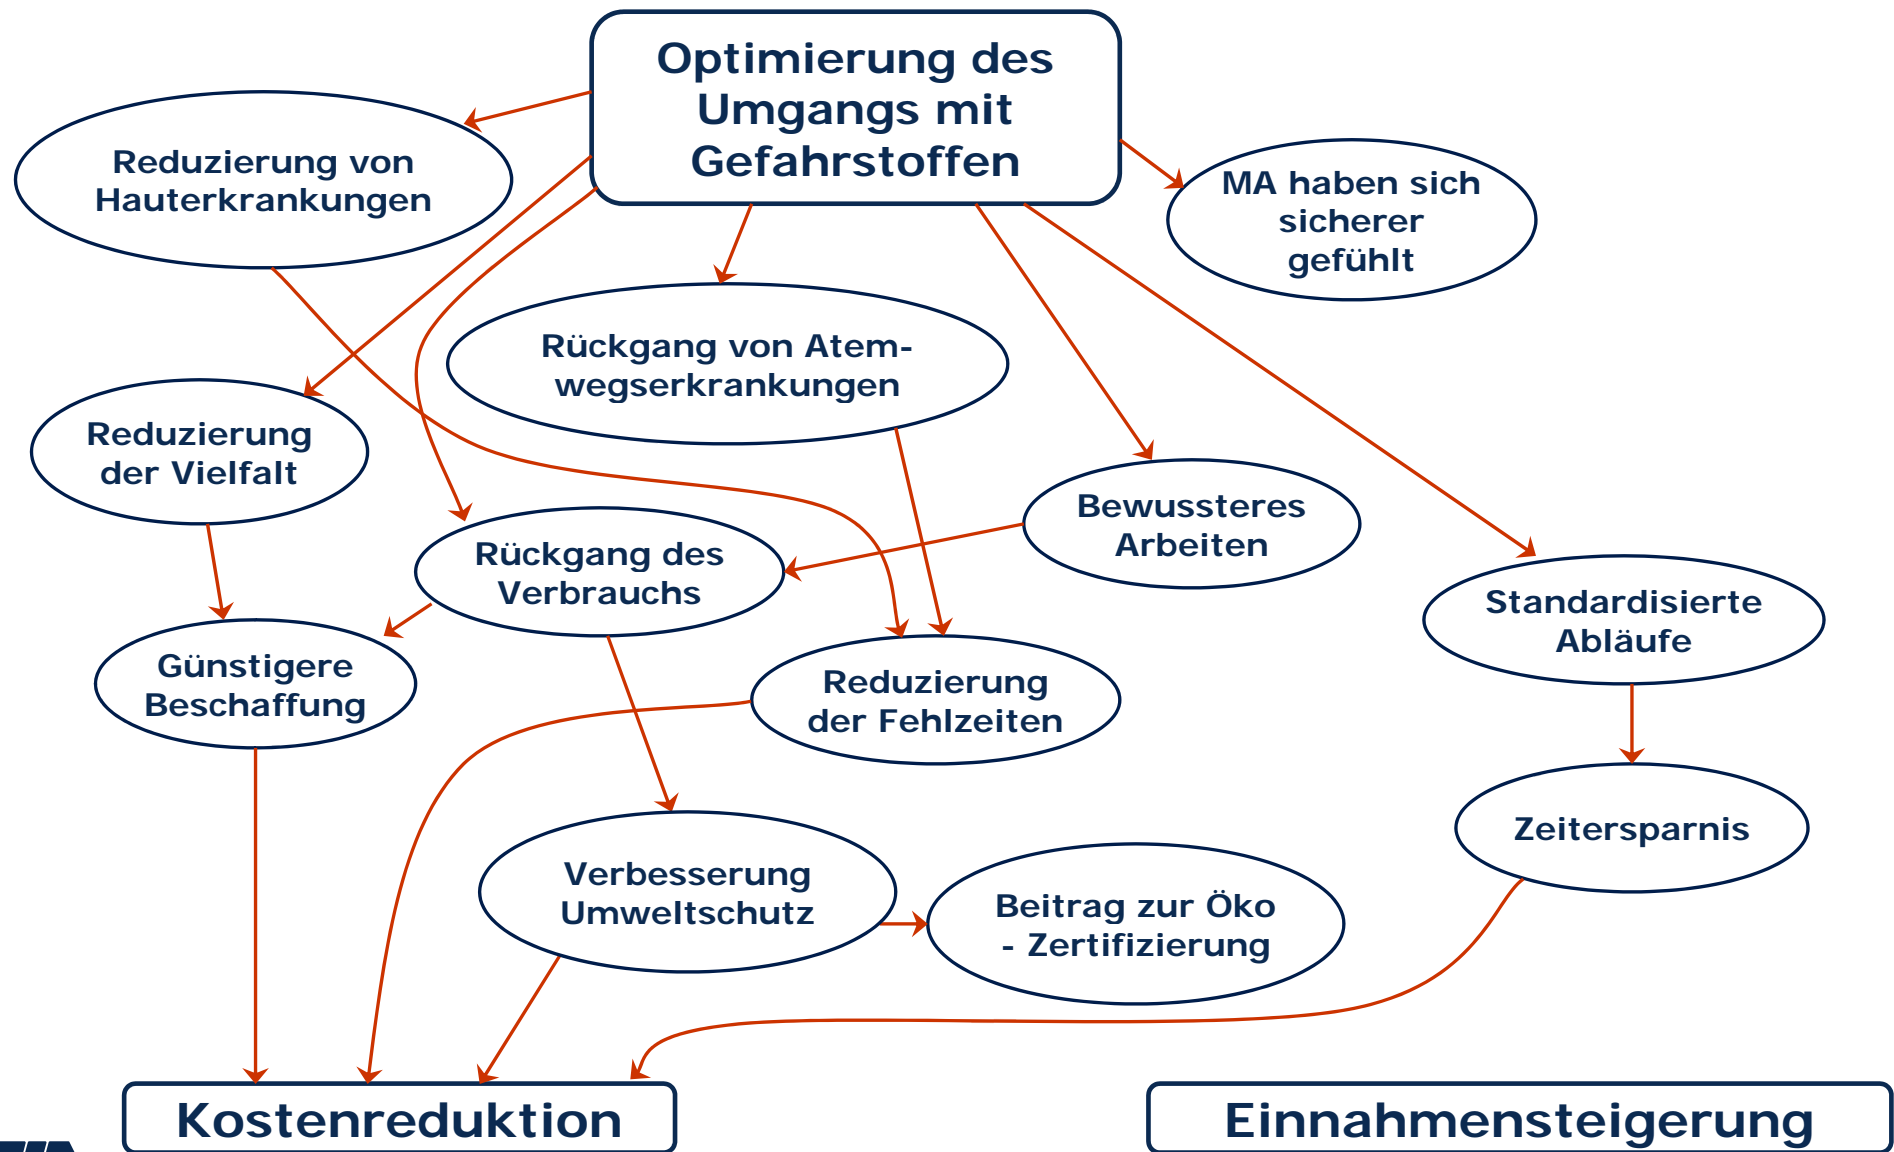 Optimierung des
Umgangs mit
Gefahrstoffen
Reduzierung von
Hauterkrankungen
MA haben sich
sicherer
gefühlt
Rückgang von Atem-
wegserkrankungen
Reduzierung
der Vielfalt
Bewussteres
Arbeiten
Rückgang des
Verbrauchs
Standardisierte
Abläufe
Günstigere
Beschaffung
Reduzierung
der Fehlzeiten
Zeitersparnis
Verbesserung
Umweltschutz
Beitrag zur Öko
- Zertifizierung
Kostenreduktion
Einnahmensteigerung